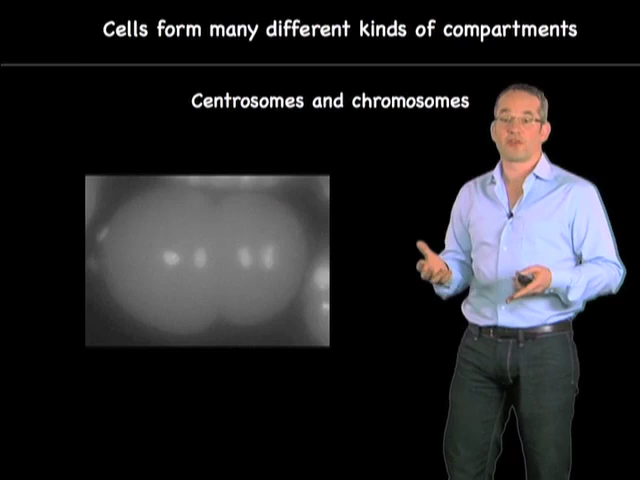 Cells form many different kinds of compartments
Centrosomes and chromosomes